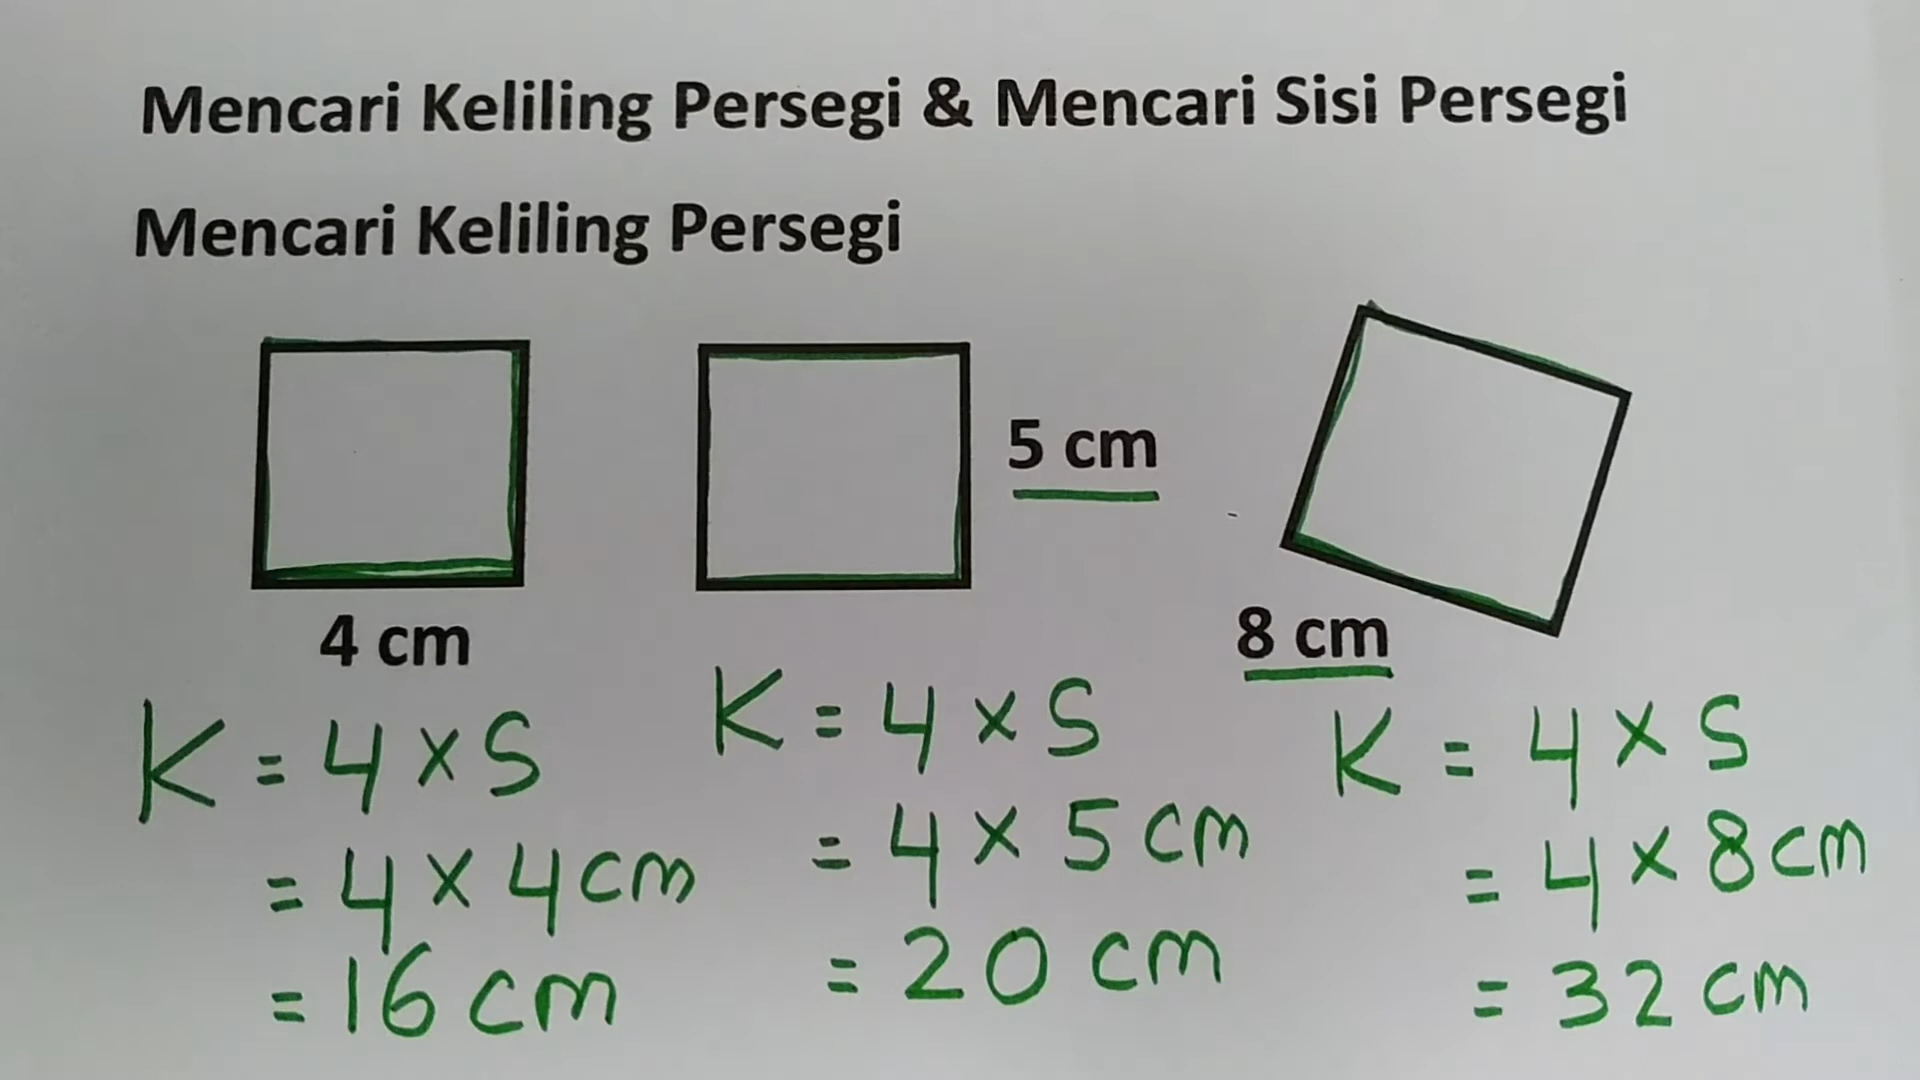 Mencari Keliling Persegi & Mencari Sisi Persegi
Mencari Keliling Persegi
4 cm
K = 4 x S
= 4 x 4 cm
= 16 cm
5 cm
K = 4 x S
= 4 x 5 cm
= 20 cm
8 cm
K = 4 x S
= 4 x 8 cm
= 32 cm